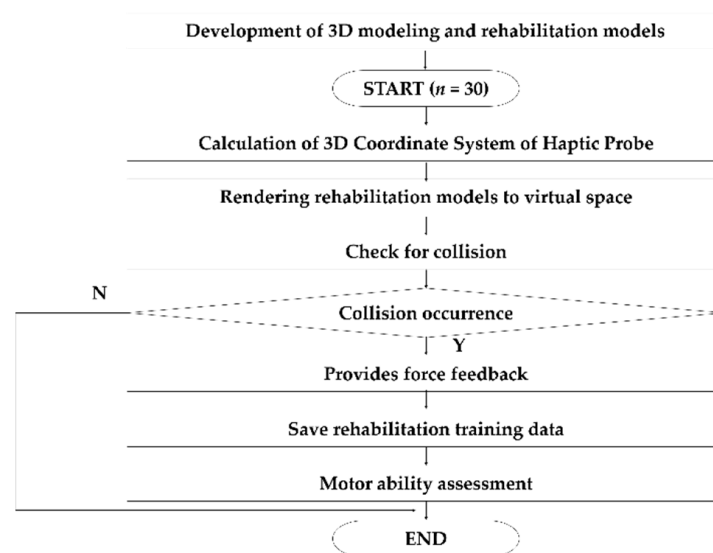 Development of 3D modeling and rehabilitation models
START (n = 30)
Calculation of 3D Coordinate System of Haptic Probe
Rendering rehabilitation models to virtual space
Check for collision
N
Collision occurrence
Y
Provides force feedback
Save rehabilitation training data
Motor ability assessment
END